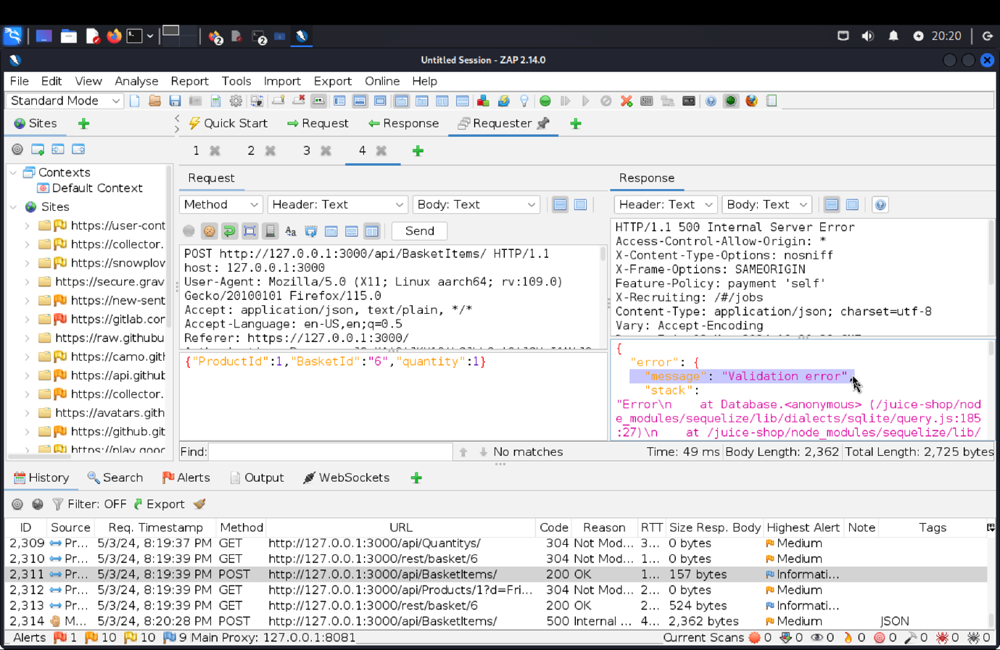 20:20
Untitled Session - ZAP 2.14.0
File Edit View Analyse Report Tools Import Export Online Help
Standard Mode
Sites
Quick Start Request Response Requester
1 2 3 4
Contexts
Default Context
Sites
https://user-cont
https://collector.
https://snowplow
https://secure.grav
https://new-sent
https://gitlab.cor
https://raw.githubu
https://camo.git
https://api.github
https://collector.
https://avatars.gith
https://github.git
https://play.goog
Request
Method Header: Text Body: Text
Send
POST http://127.0.0.1:3000/api/BasketItems/ HTTP/1.1
host: 127.0.0.1:3000
User-Agent: Mozilla/5.0 (X11; Linux aarch64; rv:109.0)
Gecko/20100101 Firefox/115.0
Accept: application/json, text/plain, */*
Accept-Language: en-US,en;q=0.5
Referer: https://127.0.0.1:3000/
{"ProductId":1,"BasketId":"6","quantity":1}
Response
Header: Text Body: Text
HTTP/1.1 500 Internal Server Error
Access-Control-Allow-Origin: *
X-Content-Type-Options: nosniff
X-Frame-Options: SAMEORIGIN
Feature-Policy: payment 'self'
X-Recruiting: /#/jobs
Content-Type: application/json; charset=utf-8
Vary: Accept-Encoding
{
"error": {
"message": "Validation error",
"stack":
"Error\n    at Database.<anonymous> (/juice-shop/nod
e_modules/sequelize/lib/dialects/sqlite/query.js:185
:27)\n    at /juice-shop/node_modules/sequelize/lib/
Find: No matches Time: 49 ms Body Length: 2,362 Total Length: 2,725 bytes
History Search Alerts Output WebSockets
Filter: OFF Export
ID Source Req. Timestamp Method URL Code Reason RTT Size Resp. Body Highest Alert Note Tags
2,309 Pr... 5/3/24, 8:19:37 PM GET http://127.0.0.1:3000/api/Quantitys/ 304 Not Mod... 3... 0 bytes Medium
2,310 Pr... 5/3/24, 8:19:39 PM GET http://127.0.0.1:3000/rest/basket/6 304 Not Mod... 1... 0 bytes Medium
2,311 Pr... 5/3/24, 8:19:39 PM POST http://127.0.0.1:3000/api/BasketItems/ 200 OK 1... 157 bytes Informati...
2,312 Pr... 5/3/24, 8:19:39 PM GET http://127.0.0.1:3000/api/Products/1?d=Fri... 304 Not Mod... 2... 0 bytes Medium
2,313 Pr... 5/3/24, 8:19:39 PM GET http://127.0.0.1:3000/rest/basket/6 200 OK 2... 524 bytes Informati...
2,314 M... 5/3/24, 8:20:28 PM POST http://127.0.0.1:3000/api/BasketItems/ 500 Internal ... 4... 2,362 bytes Medium JSON
Alerts 1 10 10 9 Main Proxy: 127.0.0.1:8081 Current Scans 0 0 0 0 0 0 0 0